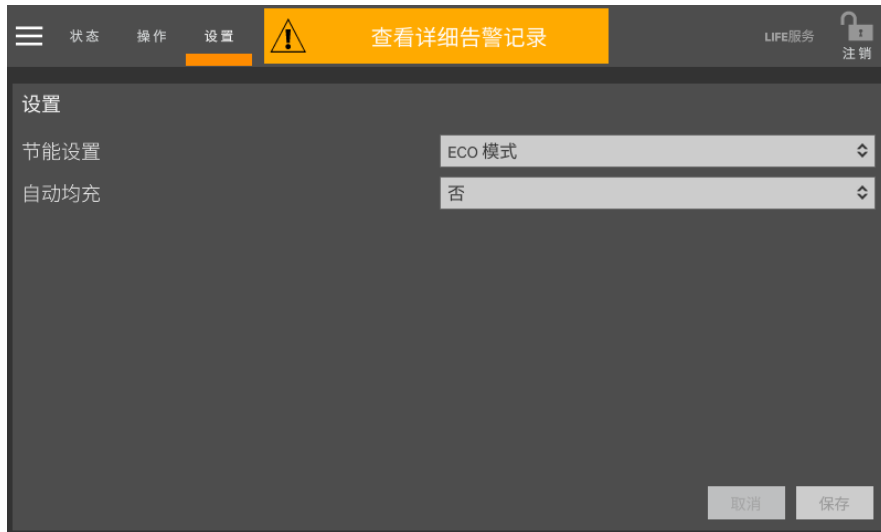 状态 操作 设置 查看详细告警记录 LIFE服务 注销
设置
节能设置 ECO 模式
自动均充 否
取消 保存